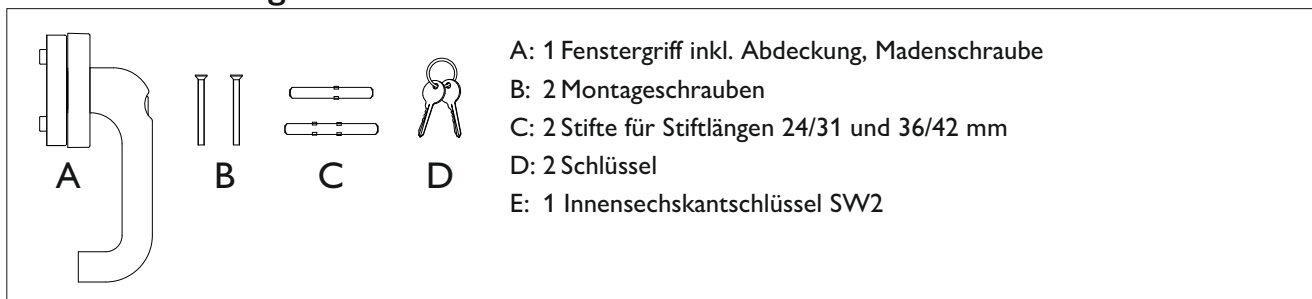 A
B
C
D
A: 1 Fenstergriff inkl. Abdeckung, Madenschraube
B: 2 Montageschrauben
C: 2 Stifte für Stiftlängen 24/31 und 36/42 mm
D: 2 Schlüssel
E: 1 Innensechskantschlüssel SW2